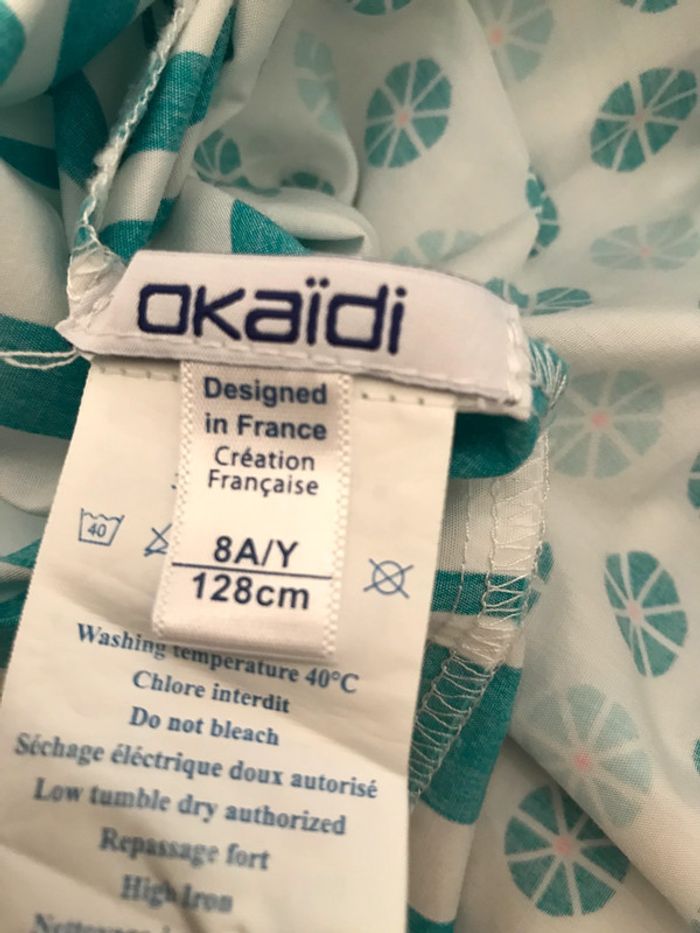 okaïdi
Designed
in France
Création
Française
8A/Y
128cm
40
Washing temperature 40°C
Chlore interdit
Do not bleach
Séchage éléctrique doux autorisé
Low tumble dry authorized
Repassage fort
High Iron